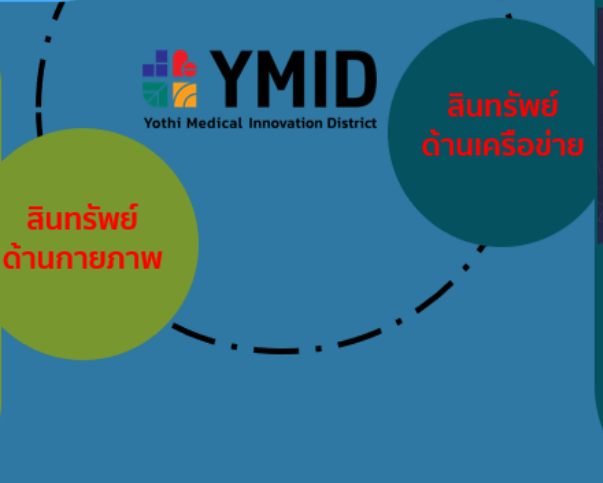 YMID
Yothi Medical Innovation District
สินทรัพย์
ด้านเครือข่าย
สินทรัพย์
ด้านกายภาพ